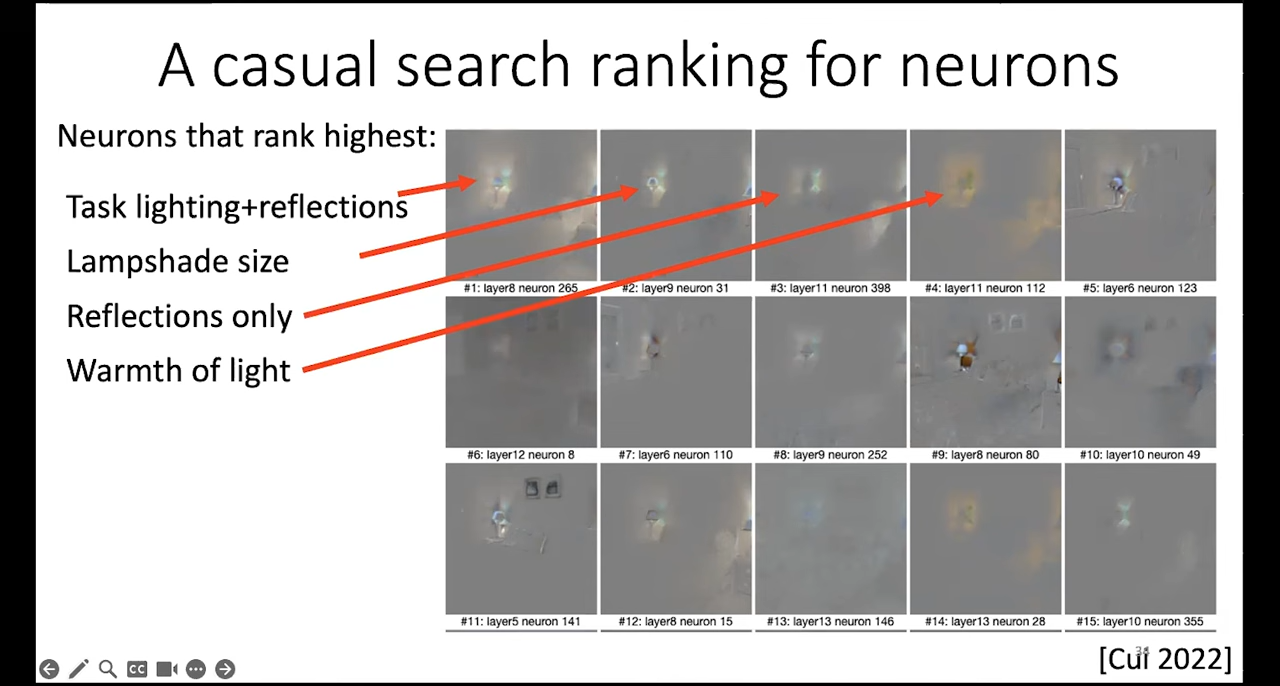 A casual search ranking for neurons
Neurons that rank highest:
Task lighting+reflections
Lampshade size
Reflections only
Warmth of light
#1: layer8 neuron 265
#2: layer9 neuron 31
#3: layer11 neuron 398
#4: layer11 neuron 112
#5: layer6 neuron 123
#6: layer12 neuron 8
#7: layer6 neuron 110
#8: layer9 neuron 252
#9: layer8 neuron 80
#10: layer10 neuron 49
#11: layer5 neuron 141
#12: layer8 neuron 15
#13: layer13 neuron 146
#14: layer13 neuron 28
#15: layer10 neuron 355
[Cui 2022]
CC